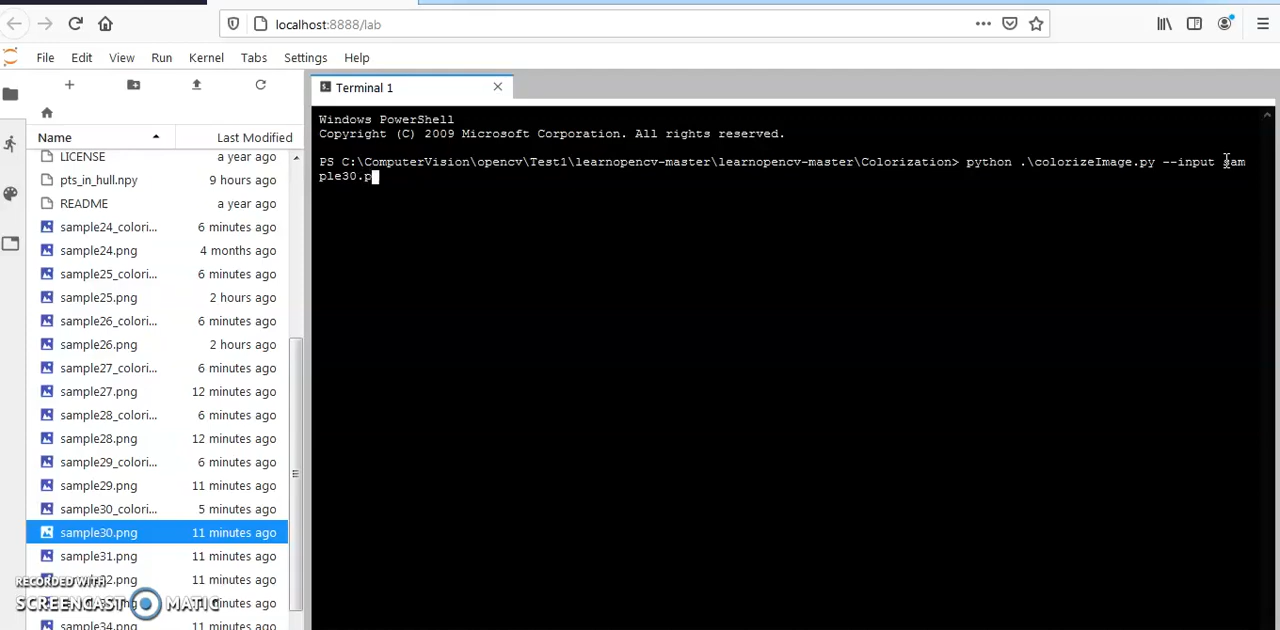 localhost:8888/lab
File Edit View Run Kernel Tabs Settings Help
Terminal 1
Name Last Modified
LICENSE a year ago
pts_in_hull.npy 9 hours ago
README a year ago
sample24_colori... 6 minutes ago
sample24.png 4 months ago
sample25_colori... 6 minutes ago
sample25.png 2 hours ago
sample26_colori... 6 minutes ago
sample26.png 2 hours ago
sample27_colori... 6 minutes ago
sample27.png 12 minutes ago
sample28_colori... 6 minutes ago
sample28.png 12 minutes ago
sample29_colori... 6 minutes ago
sample29.png 11 minutes ago
sample30_colori... 5 minutes ago
sample30.png 11 minutes ago
sample31.png 11 minutes ago
11 minutes ago
minutes ago
sample34.png 11 minutes ago
RECORDED WITH
SCREENCAST MATIC
Windows PowerShell
Copyright (C) 2009 Microsoft Corporation. All rights reserved.
PS C:\ComputerVision\opencv\Test1\learnopencv-master\learnopencv-master\Colorization> python .\colorizeImage.py --input sam
ple30.p